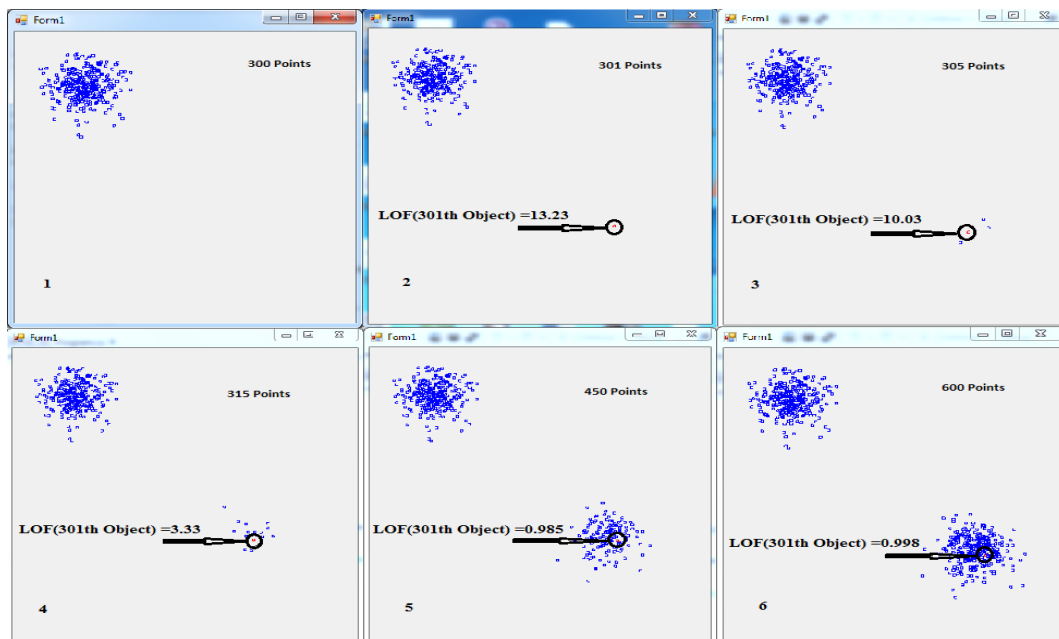 Form1
300 Points
1
Form1
301 Points
LOF(301th Object) =13.23
2
Form1
305 Points
LOF(301th Object) =10.03
3
Form1
315 Points
LOF(301th Object) =3.33
4
Form1
450 Points
LOF(301th Object) =0.985
5
Form1
600 Points
LOF(301th Object) =0.998
6